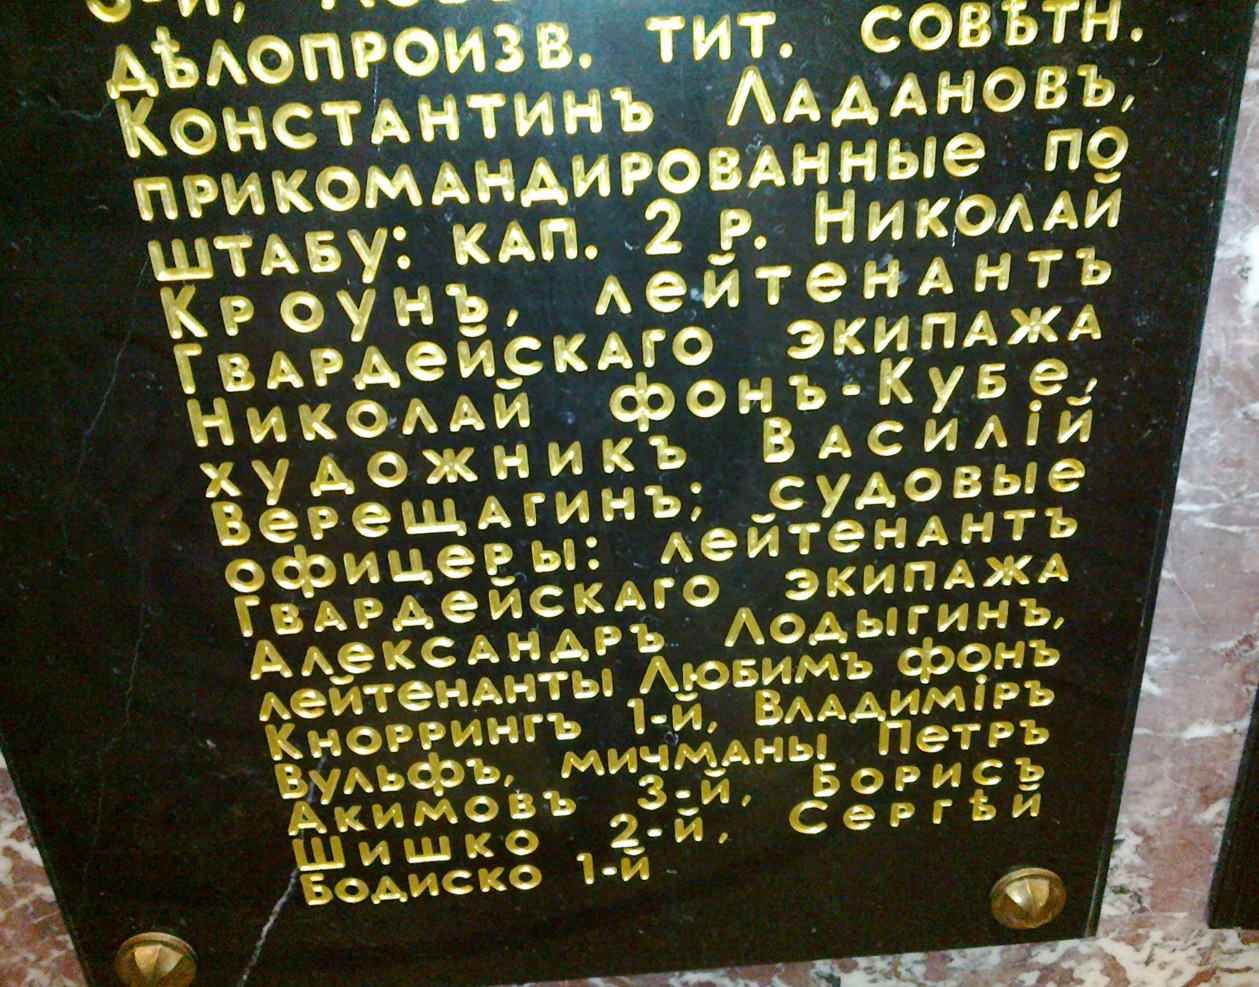 3-й,
дѣлопроизв. тит. совѣтн.
Константинъ Ладановъ,
прикомандированные по
штабу: кап. 2 р. Николай
Кроунъ, лейтенантъ
Гвардейскаго экипажа
Николай фонъ-Кубе,
художникъ Василій
Верещагинъ; судовые
офицеры: лейтенантъ
Гвардейскаго экипажа
Александръ Лодыгинъ,
лейтенанты Любимъ фонъ
Кноррингъ 1-й, Владиміръ
Вульфъ, мичманы Петръ
Акимовъ 3-й, Борисъ
Шишко 2-й, Сергѣй
Бодиско 1-й